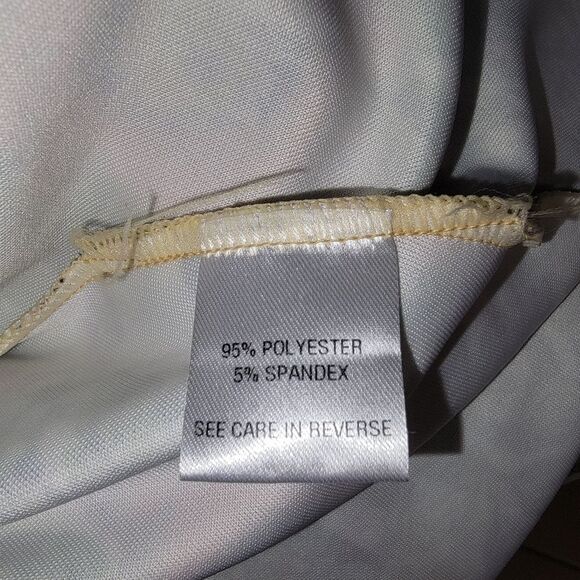 95% POLYESTER
5% SPANDEX
SEE CARE IN REVERSE